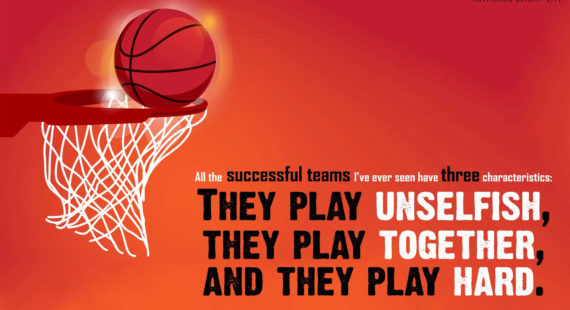 All the successful teams I've ever seen have three characteristics:
THEY PLAY UNSELFISH,
THEY PLAY TOGETHER,
AND THEY PLAY HARD.